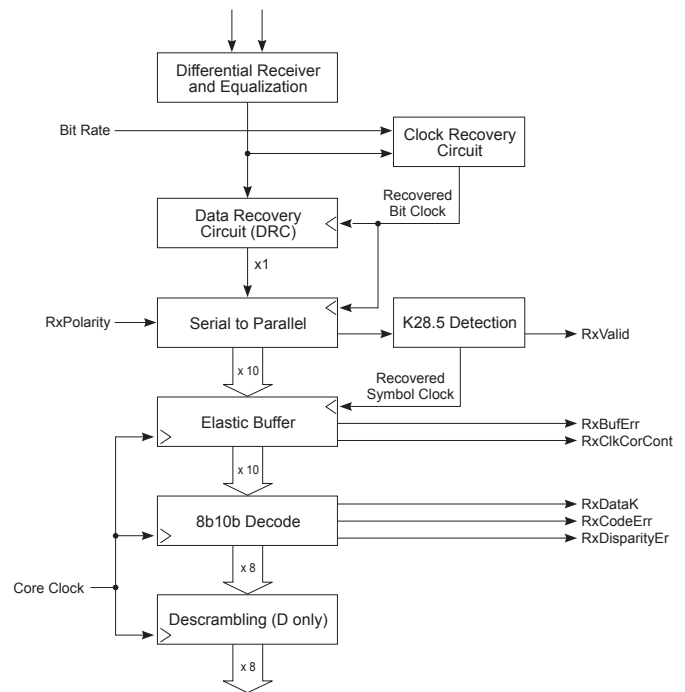 Differential Receiver
and Equalization
Bit Rate
Clock Recovery
Circuit
Recovered
Bit Clock
Data Recovery
Circuit (DRC)
x1
RxPolarity
Serial to Parallel
K28.5 Detection
RxValid
x 10
Recovered
Symbol Clock
Elastic Buffer
RxBufErr
RxClkCorCont
x 10
8b10b Decode
RxDataK
RxCodeErr
RxDisparityEr
x 8
Core Clock
Descrambling (D only)
x 8